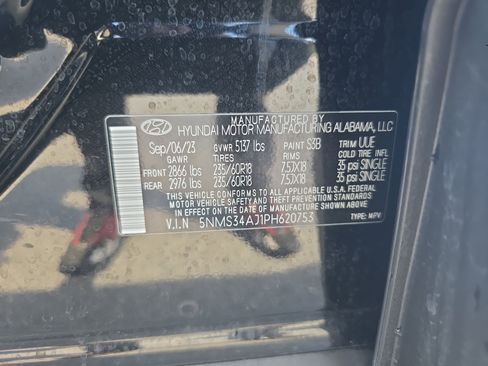 MANUFACTURED BY
HYUNDAI MOTOR MANUFACTURING ALABAMA, LLC
Sep/06/23 GVWR 5137 lbs PAINT S3B TRIM UUE
GAWR TIRES RIMS COLD TIRE INFL
FRONT 2866 lbs 235/60R18 7.5JX18 35 psi SINGLE
REAR 2976 lbs 235/60R18 7.5JX18 35 psi SINGLE
THIS VEHICLE CONFORMS TO ALL APPLICABLE U.S.A. FEDERAL
MOTOR VEHICLE SAFETY STANDARDS IN EFFECT ON
THE DATE OF MANUFACTURE SHOWN ABOVE.
V.I.N 5NMS34AJ1PH620753 TYPE: MPV